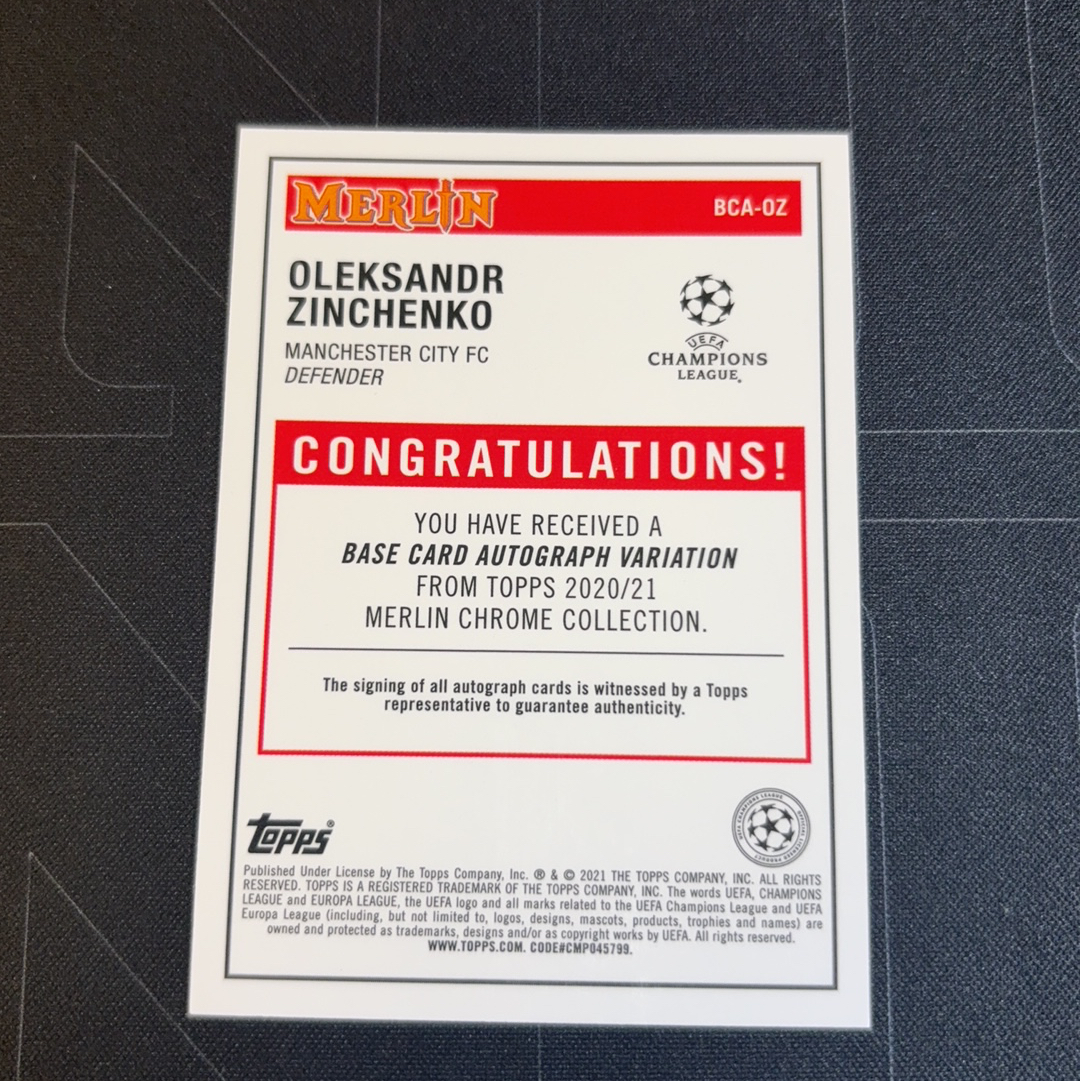 MERLIN
BCA-OZ
OLEKSANDR
ZINCHENKO
MANCHESTER CITY FC
DEFENDER
UEFA
CHAMPIONS
LEAGUE®
CONGRATULATIONS!
YOU HAVE RECEIVED A
BASE CARD AUTOGRAPH VARIATION
FROM TOPPS 2020/21
MERLIN CHROME COLLECTION.
The signing of all autograph cards is witnessed by a Topps
representative to guarantee authenticity.
topps®
UEFA CHAMPIONS LEAGUE OFFICIAL LICENSED PRODUCT
Published Under License by The Topps Company, Inc. ® & © 2021 THE TOPPS COMPANY, INC. ALL RIGHTS
RESERVED. TOPPS IS A REGISTERED TRADEMARK OF THE TOPPS COMPANY, INC. The words UEFA, CHAMPIONS
LEAGUE and EUROPA LEAGUE, the UEFA logo and all marks related to the UEFA Champions League and UEFA
Europa League (including, but not limited to, logos, designs, mascots, products, trophies and names) are
owned and protected as trademarks, designs and/or as copyright works by UEFA. All rights reserved.
WWW.TOPPS.COM. CODE#CMP045799.